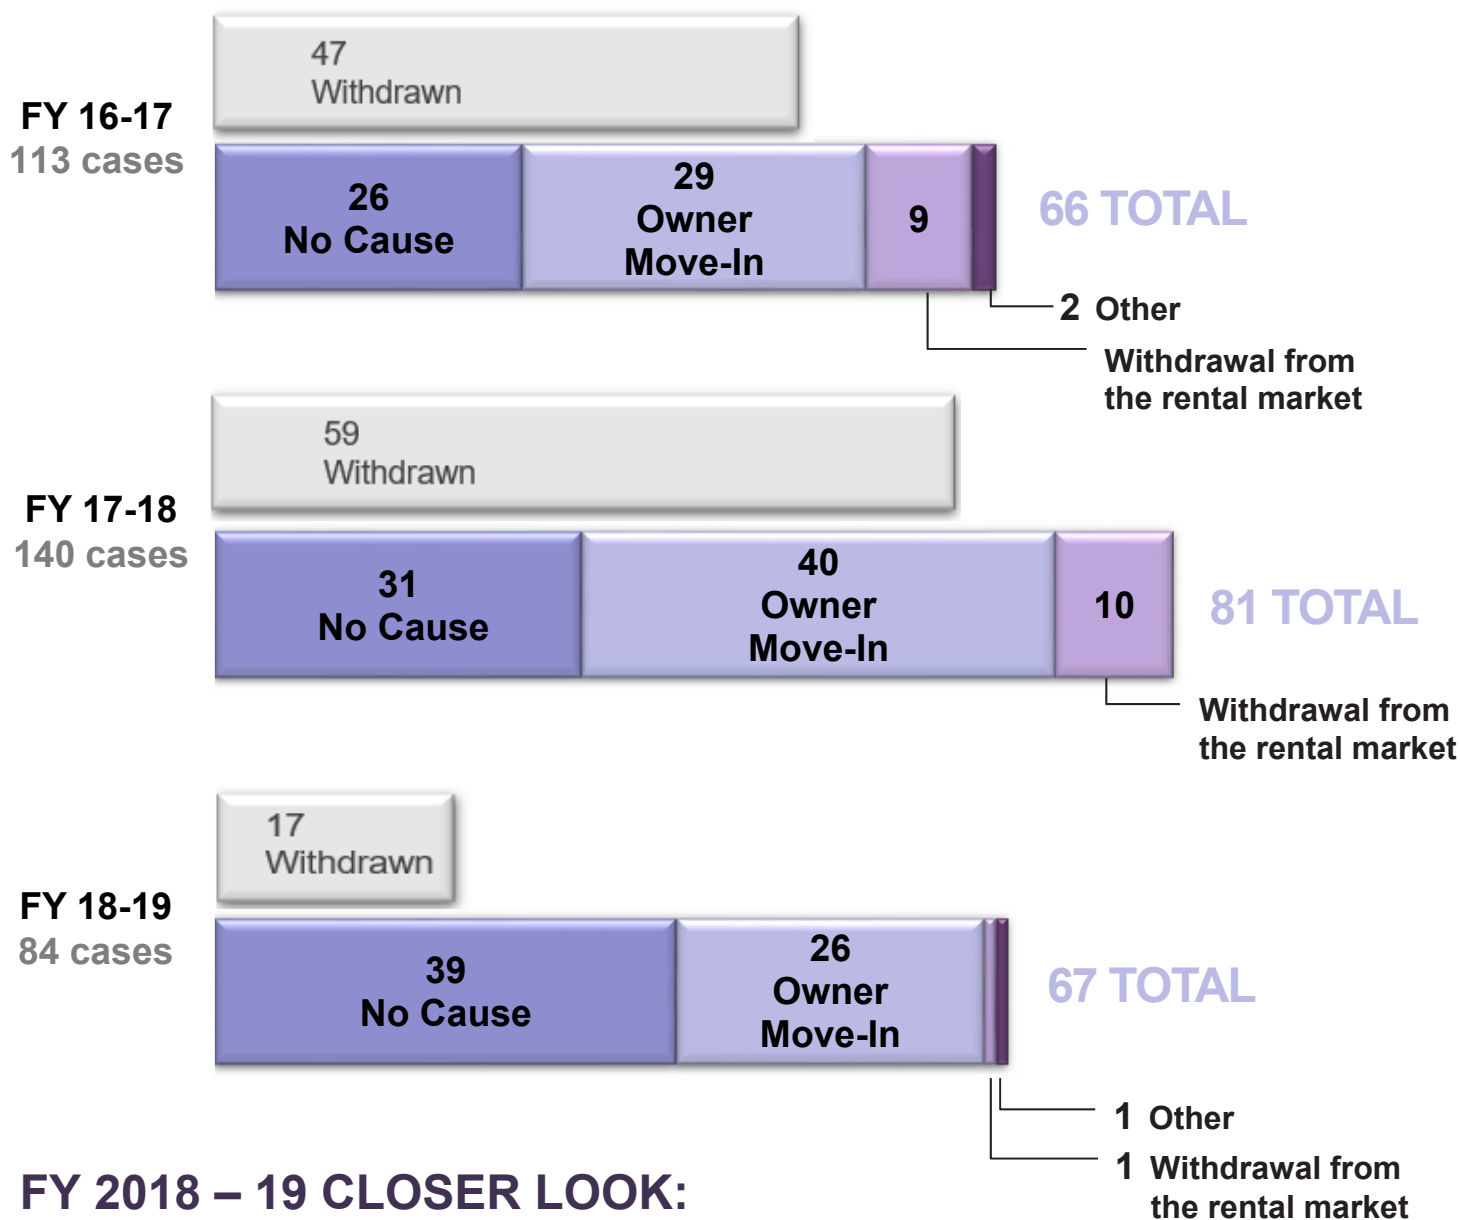 47
Withdrawn
FY 16-17
113 cases
26
No Cause
29
Owner
Move-In
9
66 TOTAL
2 Other
Withdrawal from
the rental market
59
Withdrawn
FY 17-18
140 cases
31
No Cause
40
Owner
Move-In
10
81 TOTAL
Withdrawal from
the rental market
17
Withdrawn
FY 18-19
84 cases
39
No Cause
26
Owner
Move-In
67 TOTAL
1 Other
1 Withdrawal from
the rental market
FY 2018 – 19 CLOSER LOOK: